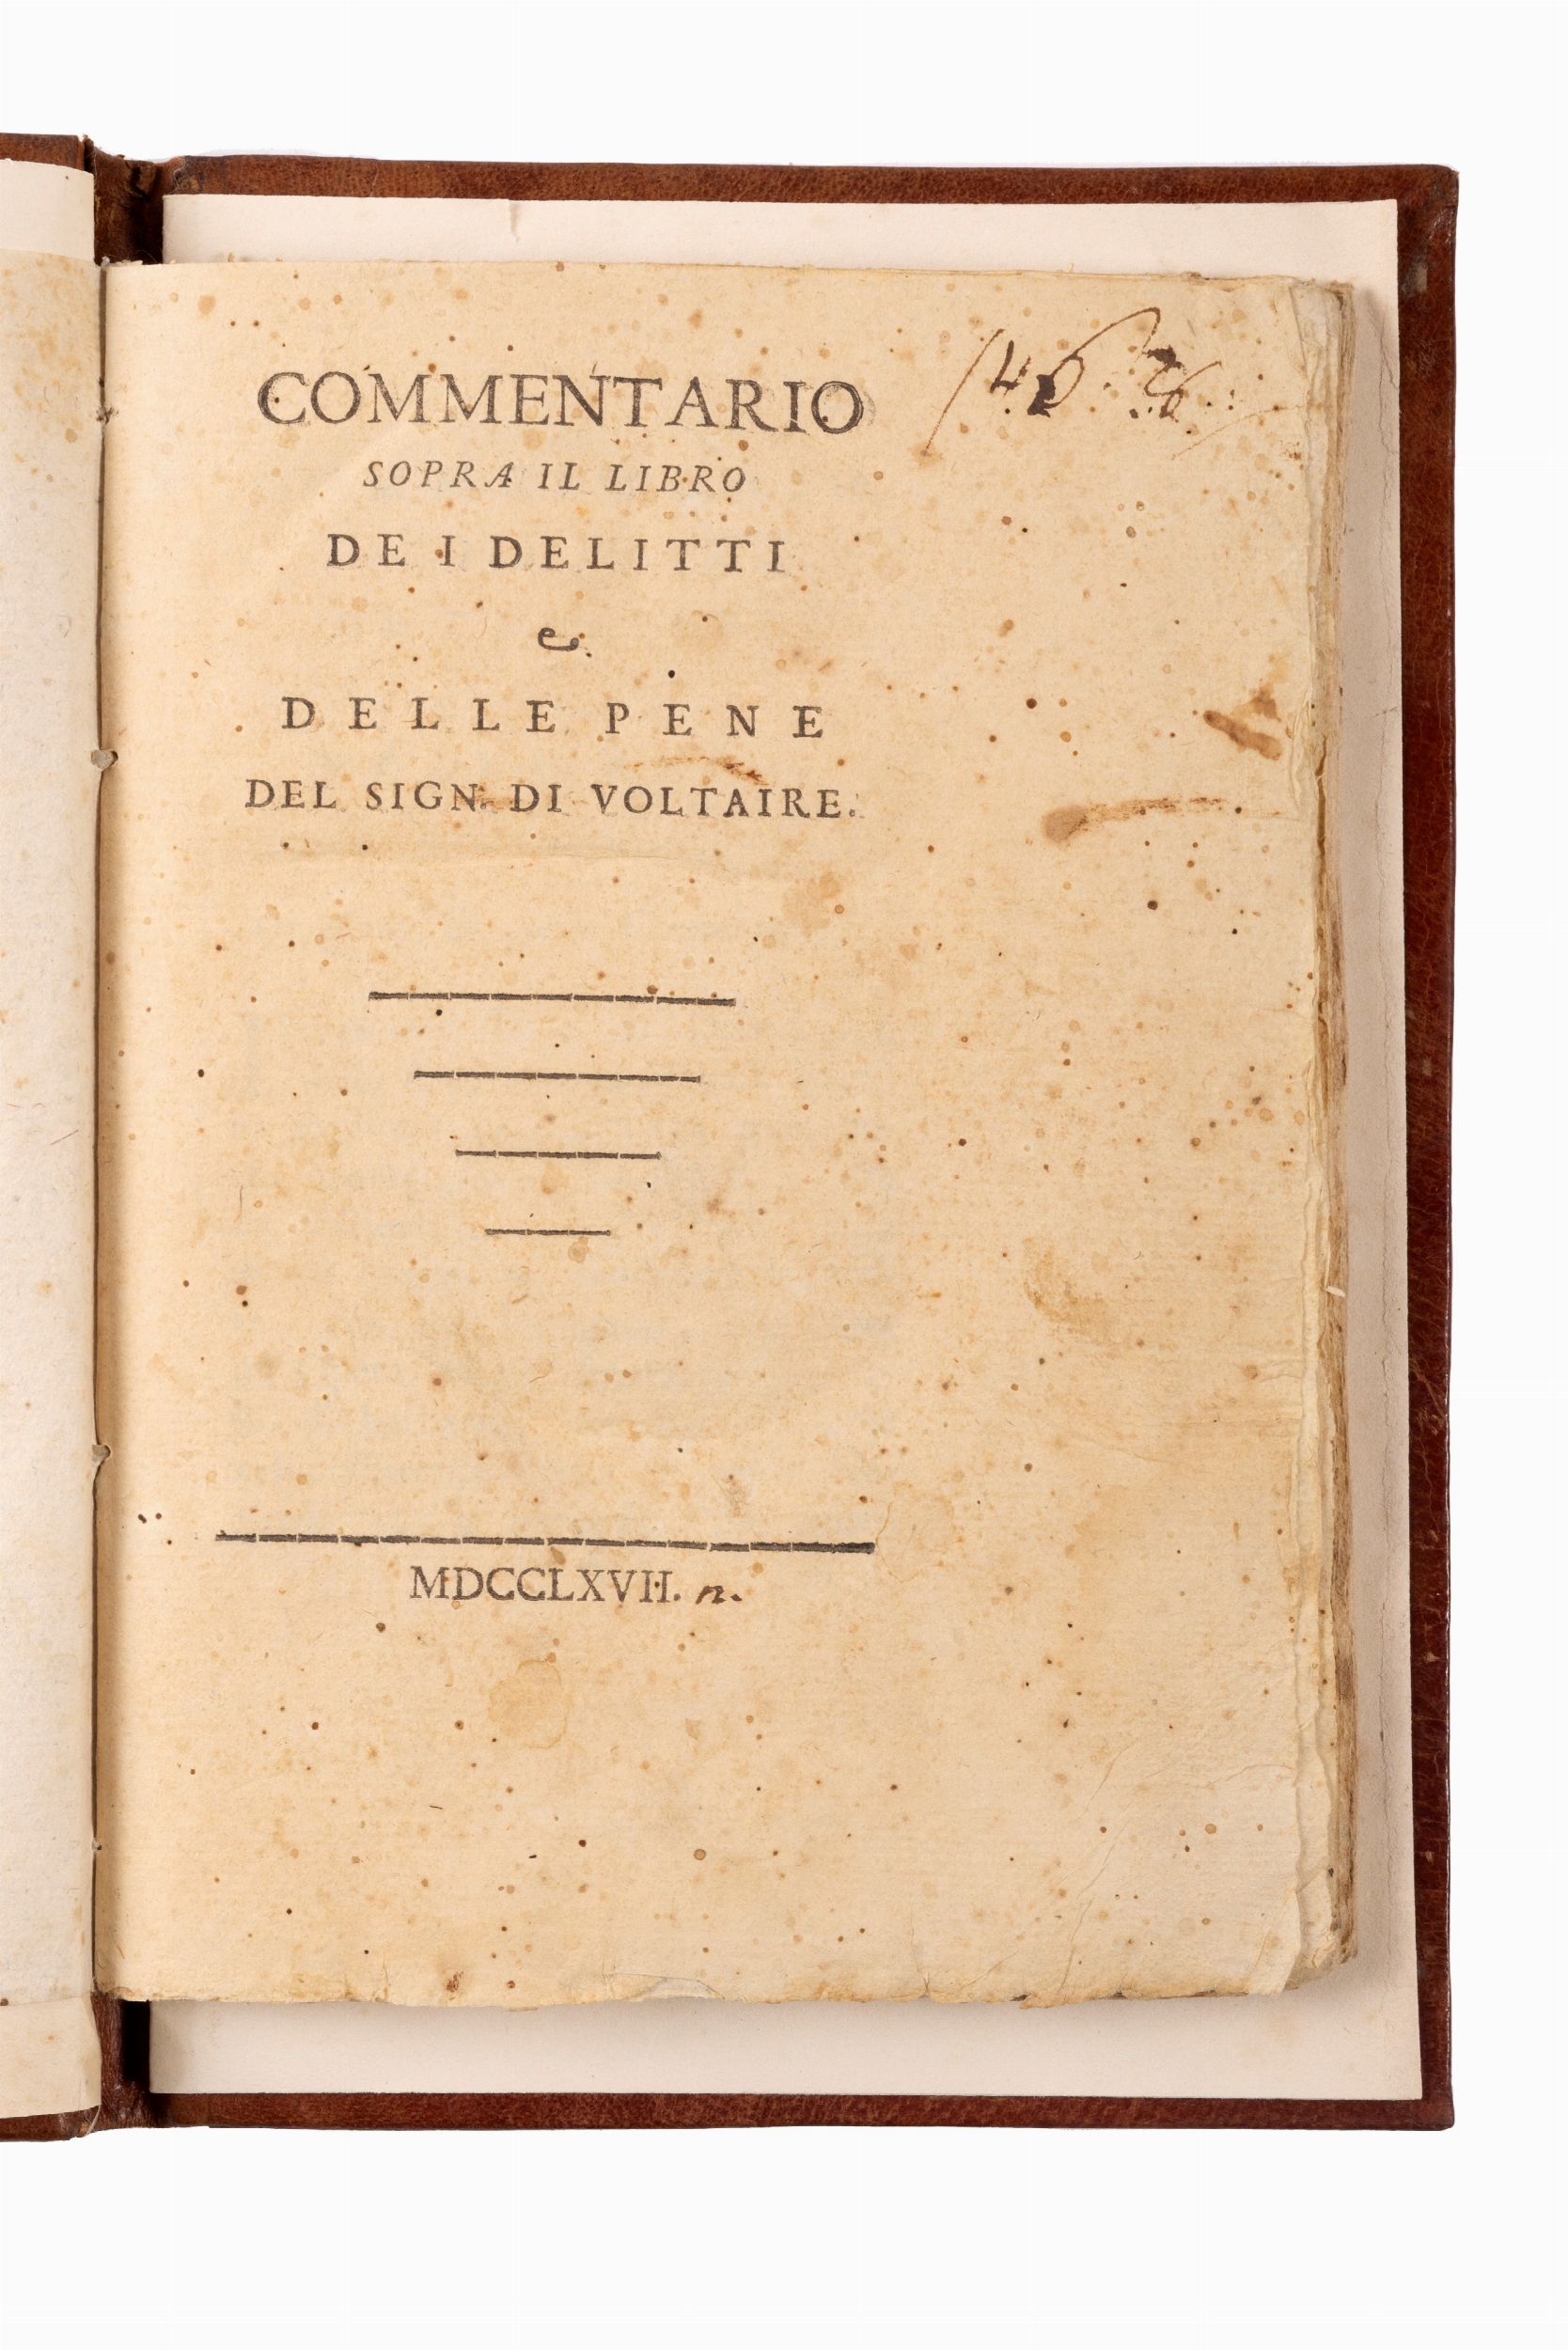 COMMENTARIO
SOPRA IL LIBRO
DE I DELITTI
e
DELLE PENE
DEL SIGN. DI VOLTAIRE.
MDCCLXVII. n.